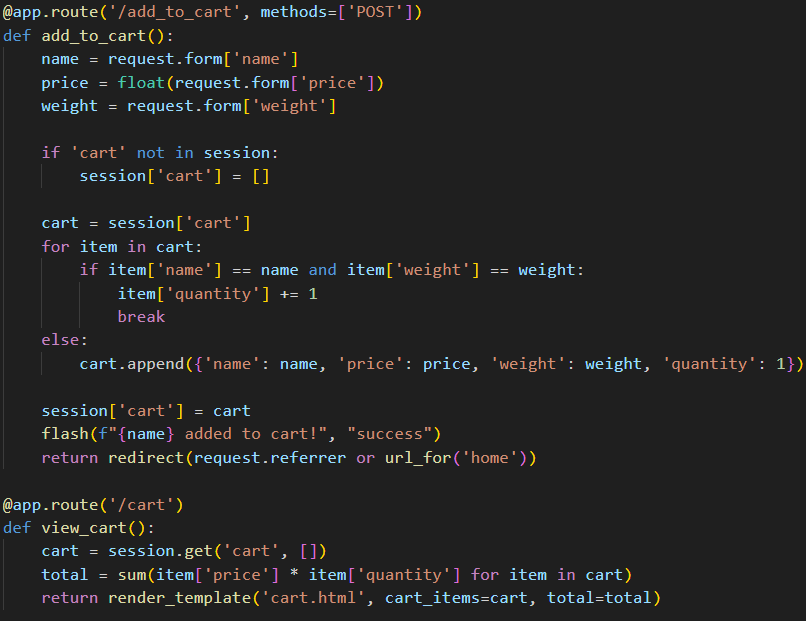 @app.route('/add_to_cart', methods=['POST'])
def add_to_cart():
    name = request.form['name']
    price = float(request.form['price'])
    weight = request.form['weight']

    if 'cart' not in session:
        session['cart'] = []

    cart = session['cart']
    for item in cart:
        if item['name'] == name and item['weight'] == weight:
            item['quantity'] += 1
            break
    else:
        cart.append({'name': name, 'price': price, 'weight': weight, 'quantity': 1})

    session['cart'] = cart
    flash(f"{name} added to cart!", "success")
    return redirect(request.referrer or url_for('home'))

@app.route('/cart')
def view_cart():
    cart = session.get('cart', [])
    total = sum(item['price'] * item['quantity'] for item in cart)
    return render_template('cart.html', cart_items=cart, total=total)